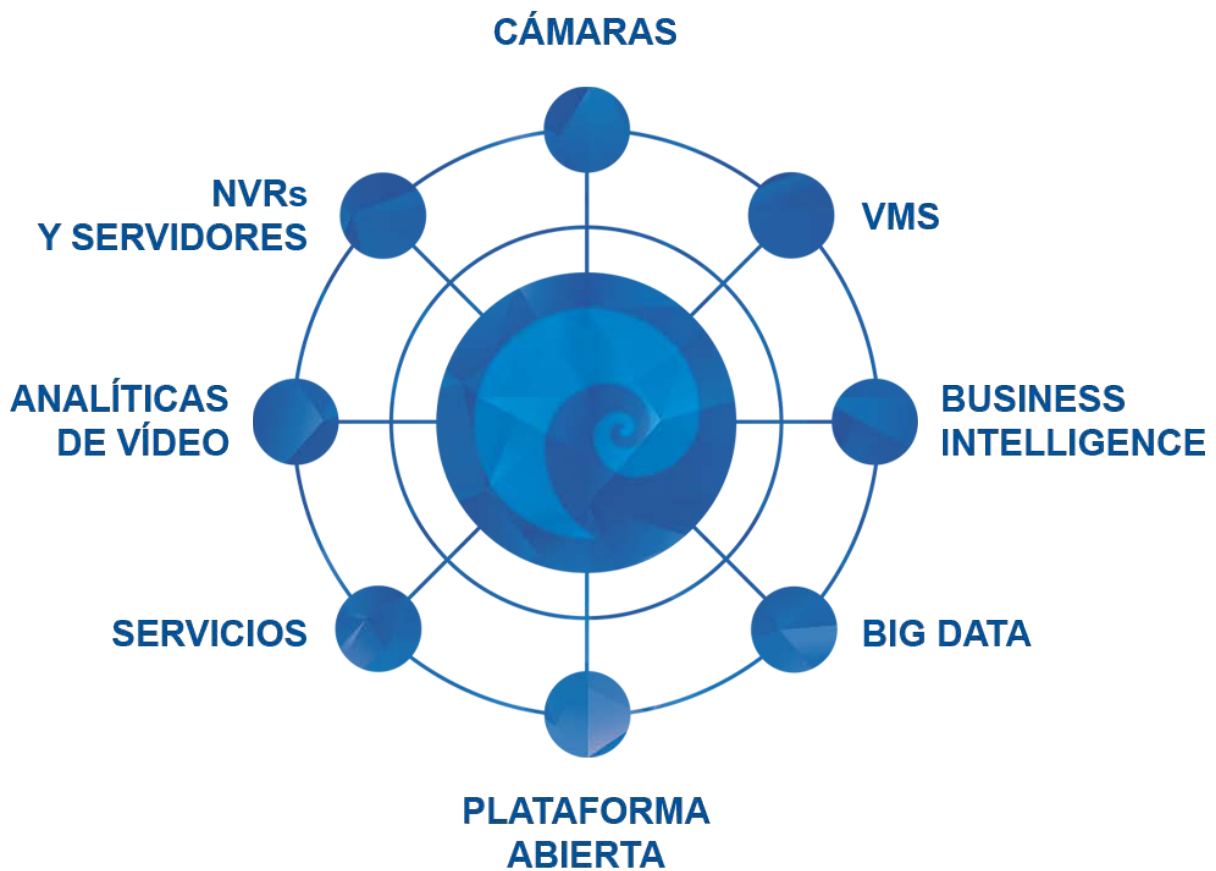 CÁMARAS
NVRs
Y SERVIDORES
VMS
ANALÍTICAS
DE VÍDEO
BUSINESS
INTELLIGENCE
SERVICIOS
BIG DATA
PLATAFORMA
ABIERTA